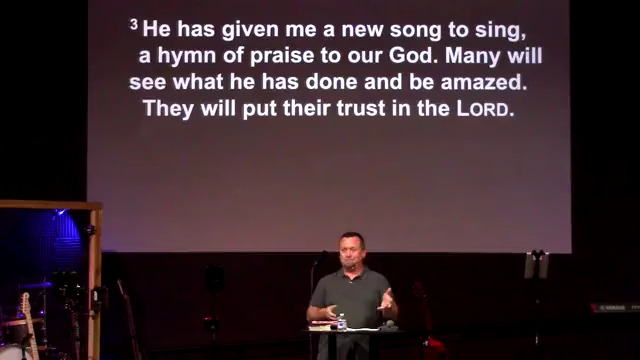 3 He has given me a new song to sing,
a hymn of praise to our God. Many will
see what he has done and be amazed.
They will put their trust in the LORD.
YAMAHA